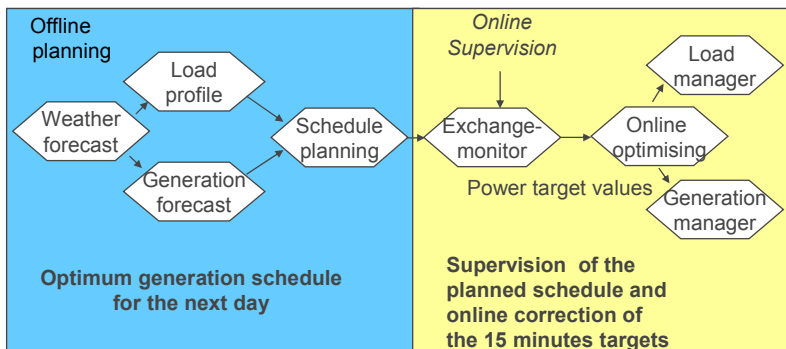 Offline
planning
Weather
forecast
Load
profile
Generation
forecast
Schedule
planning
Optimum generation schedule
for the next day
Online
Supervision
Exchange-
monitor
Online
optimising
Load
manager
Power target values
Generation
manager
Supervision of the
planned schedule and
online correction of
the 15 minutes targets